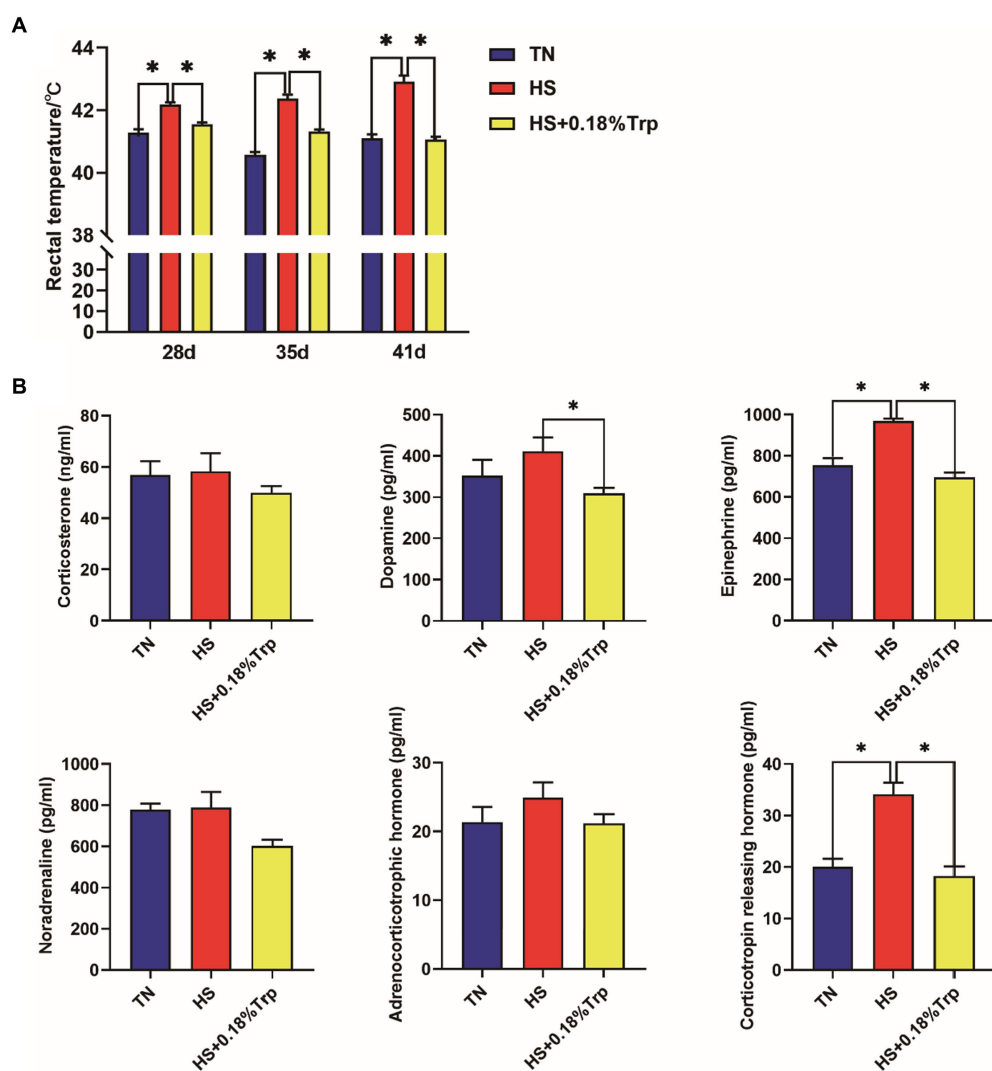 A
Rectal temperature/°C
44
42
40
38
30
20
10
0
* * * * * *
28d 35d 41d
TN
HS
HS+0.18%Trp
B
Corticosterone (ng/ml)
80
60
40
20
0
TN HS HS+0.18%Trp
Dopamine (pg/ml)
500
400
300
200
100
0
*
TN HS HS+0.18%Trp
Epinephrine (pg/ml)
1000
800
600
400
200
0
* *
TN HS HS+0.18%Trp
Noradrenaline (pg/ml)
1000
800
600
400
200
0
TN HS HS+0.18%Trp
Adrenocorticotrophic hormone (pg/ml)
30
20
10
0
TN HS HS+0.18%Trp
Corticotropin releasing hormone (pg/ml)
40
30
20
10
0
* *
TN HS HS+0.18%Trp